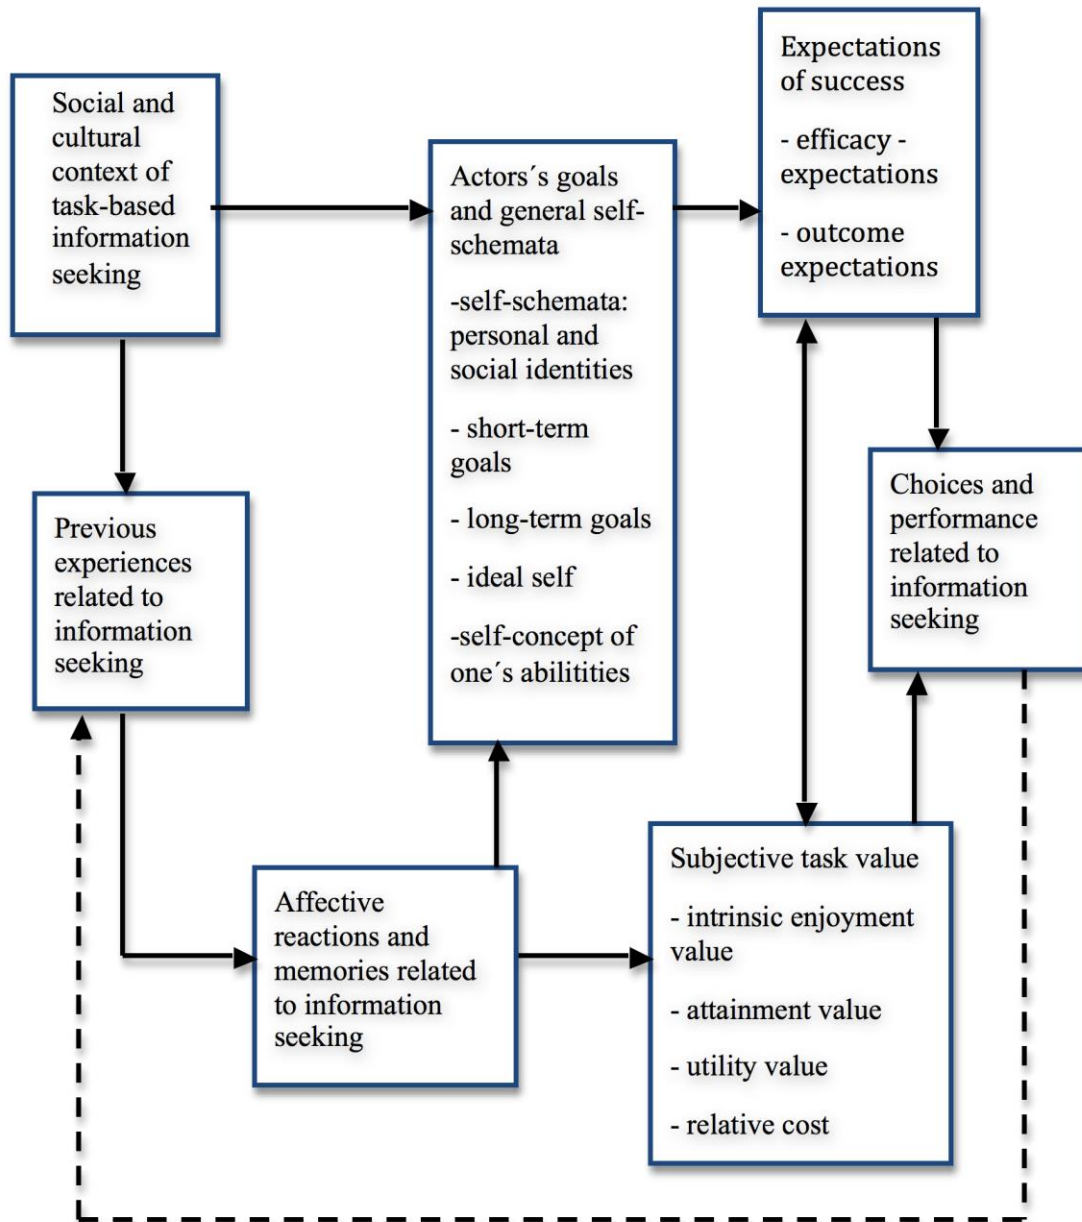 Social and
cultural
context of
task-based
information
seeking
Actors´s goals
and general self-
schemata
-self-schemata:
personal and
social identities
- short-term
goals
- long-term goals
- ideal self
-self-concept of
one´s abilitities
Expectations
of success
- efficacy -
expectations
- outcome
expectations
Previous
experiences
related to
information
seeking
Choices and
performance
related to
information
seeking
Affective
reactions and
memories related
to information
seeking
Subjective task value
- intrinsic enjoyment
value
- attainment value
- utility value
- relative cost